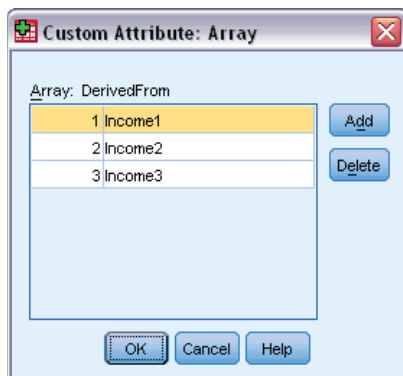 Custom Attribute: Array
Array: DerivedFrom
1 Income1
2 Income2
3 Income3
Add
Delete
OK Cancel Help